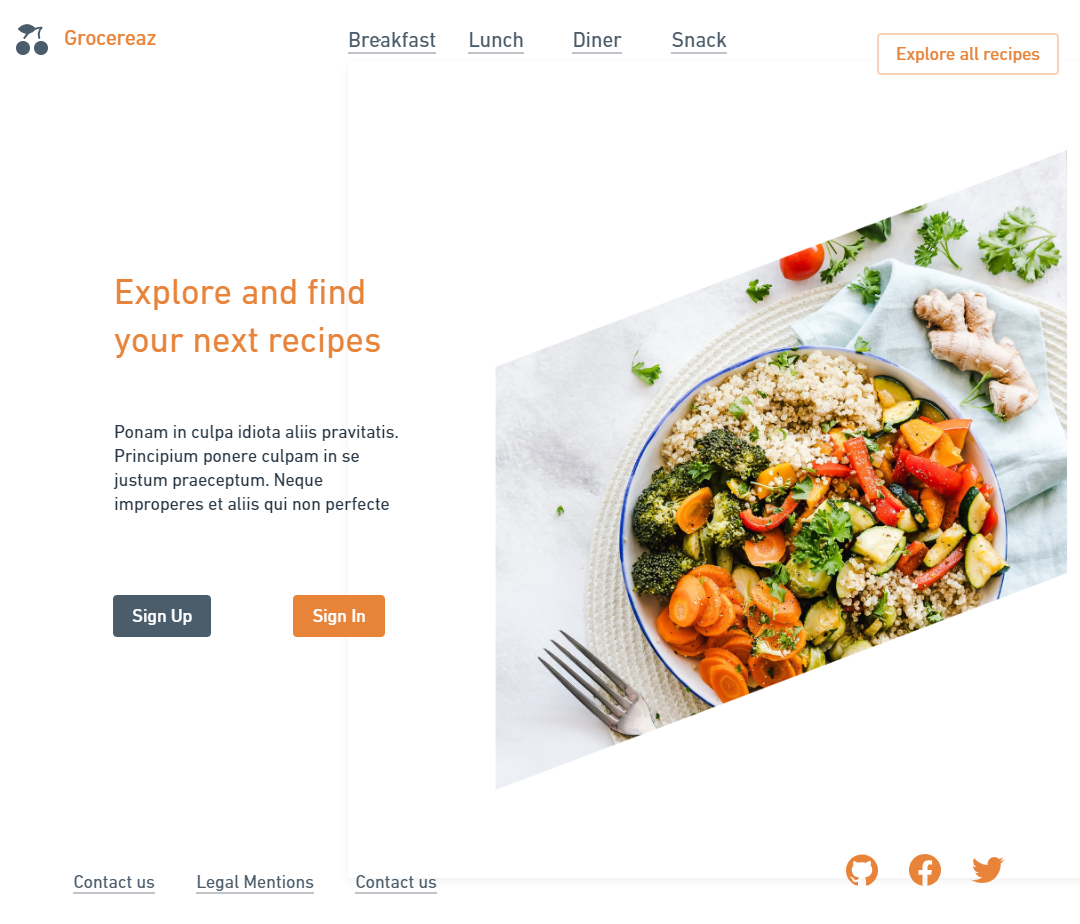 Grocereaz
Breakfast Lunch Diner Snack
Explore all recipes
Explore and find
your next recipes
Ponam in culpa idiota aliis pravitatis.
Principium ponere culpam in se
justum praeceptum. Neque
improperes et aliis qui non perfecte
Sign Up Sign In
Contact us Legal Mentions Contact us